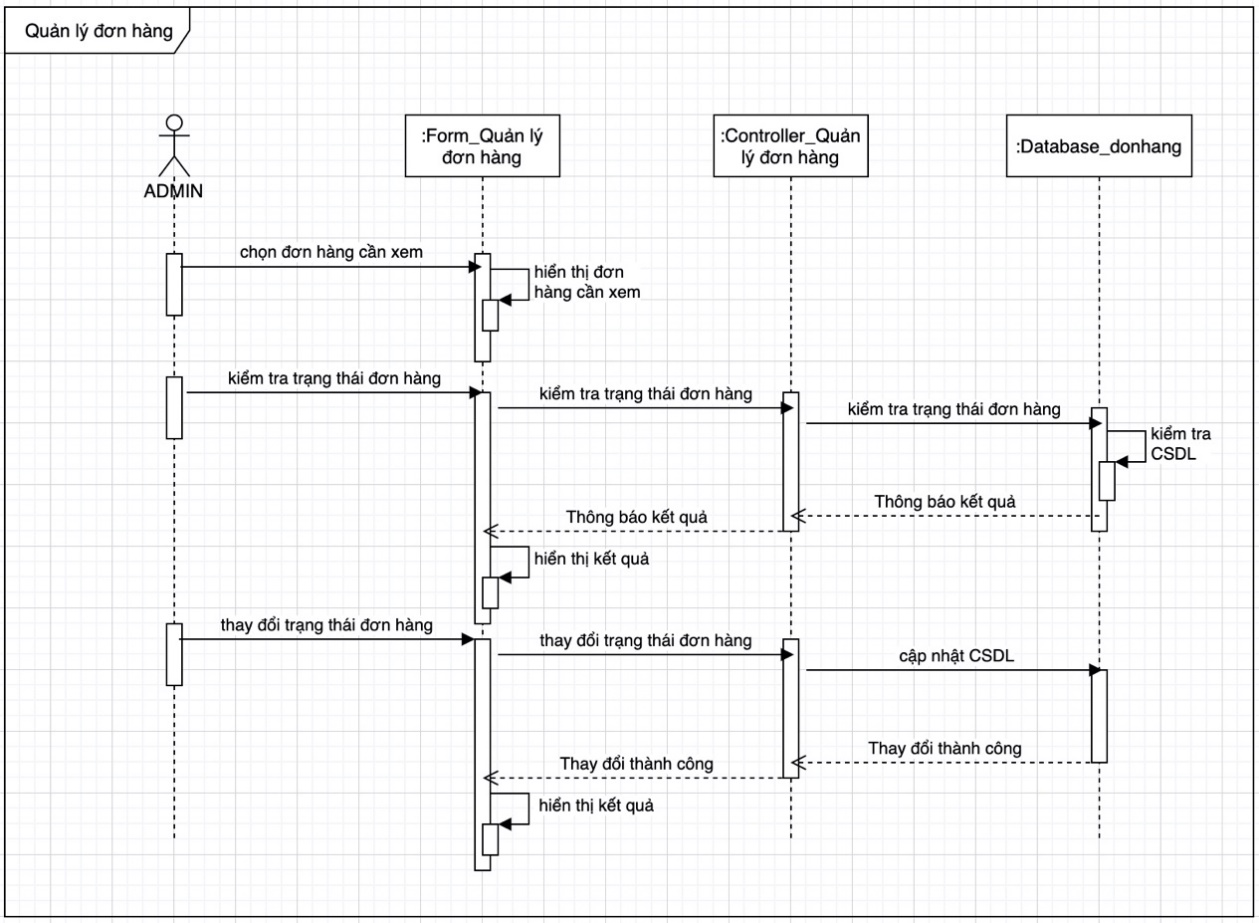 Quản lý đơn hàng
ADMIN
:Form_Quản lý
đơn hàng
:Controller_Quản
lý đơn hàng
:Database_donhang
chọn đơn hàng cần xem
hiển thị đơn
hàng cần xem
kiểm tra trạng thái đơn hàng
kiểm tra trạng thái đơn hàng
kiểm tra trạng thái đơn hàng
kiểm tra
CSDL
Thông báo kết quả
Thông báo kết quả
hiển thị kết quả
thay đổi trạng thái đơn hàng
thay đổi trạng thái đơn hàng
cập nhật CSDL
Thay đổi thành công
Thay đổi thành công
hiển thị kết quả